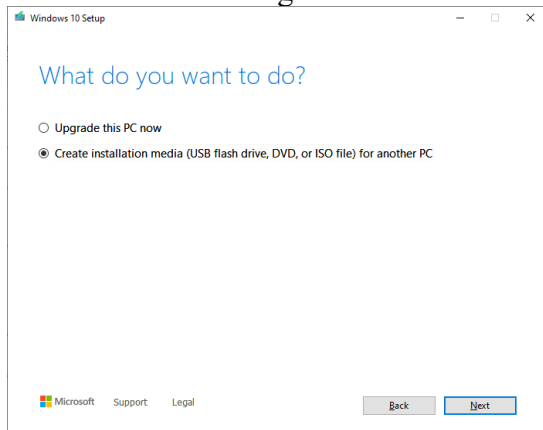 Windows 10 Setup
What do you want to do?
Upgrade this PC now
Create installation media (USB flash drive, DVD, or ISO file) for another PC
Microsoft Support Legal Back Next